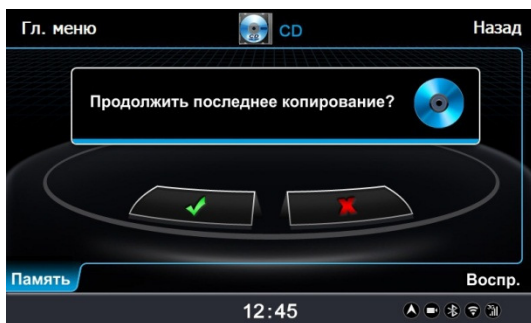 Гл. меню
CD
Назад
Продолжить последнее копирование?
Память
Воспр.
12:45